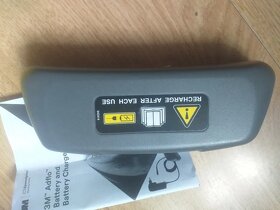 RECHARGE AFTER EACH USE
3M™ Adflo™
Battery and
Battery Charger